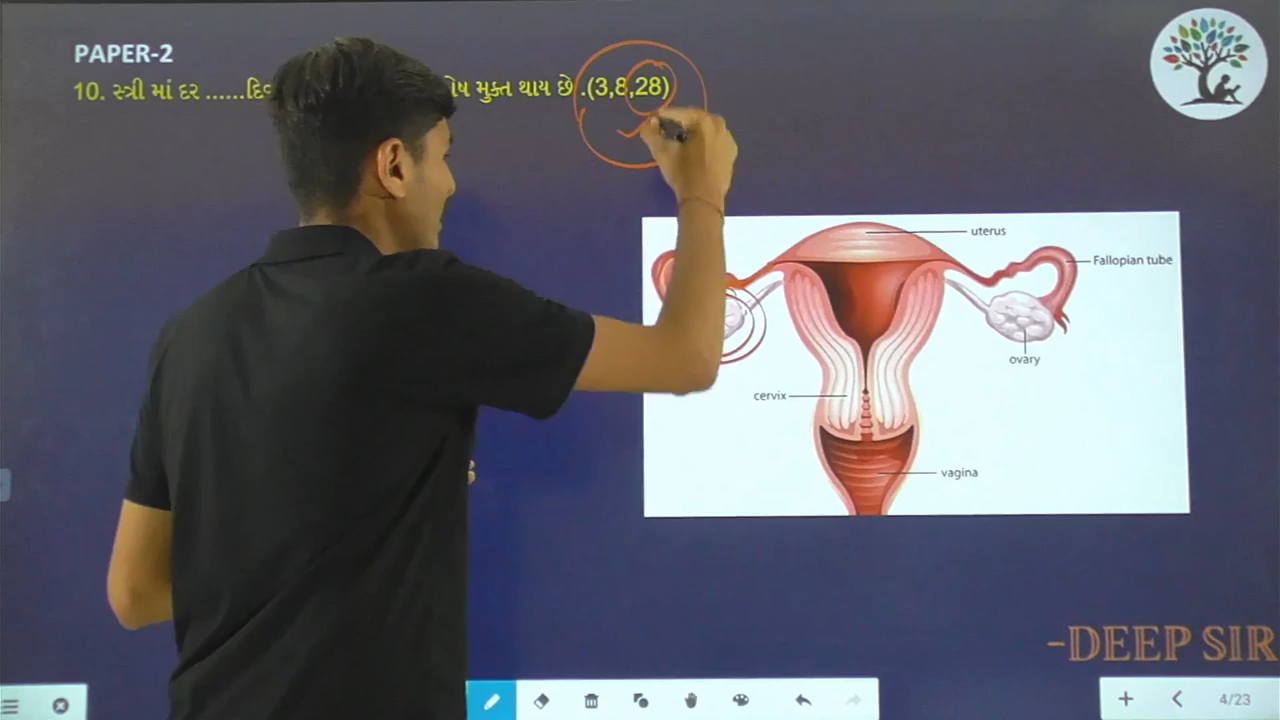 PAPER-2
10. સ્ત્રી માં દર ......દિ
મુક્ત થાય છે .(3,8,28)
uterus
Fallopian tube
ovary
cervix
vagina
-DEEP SIR
4/23